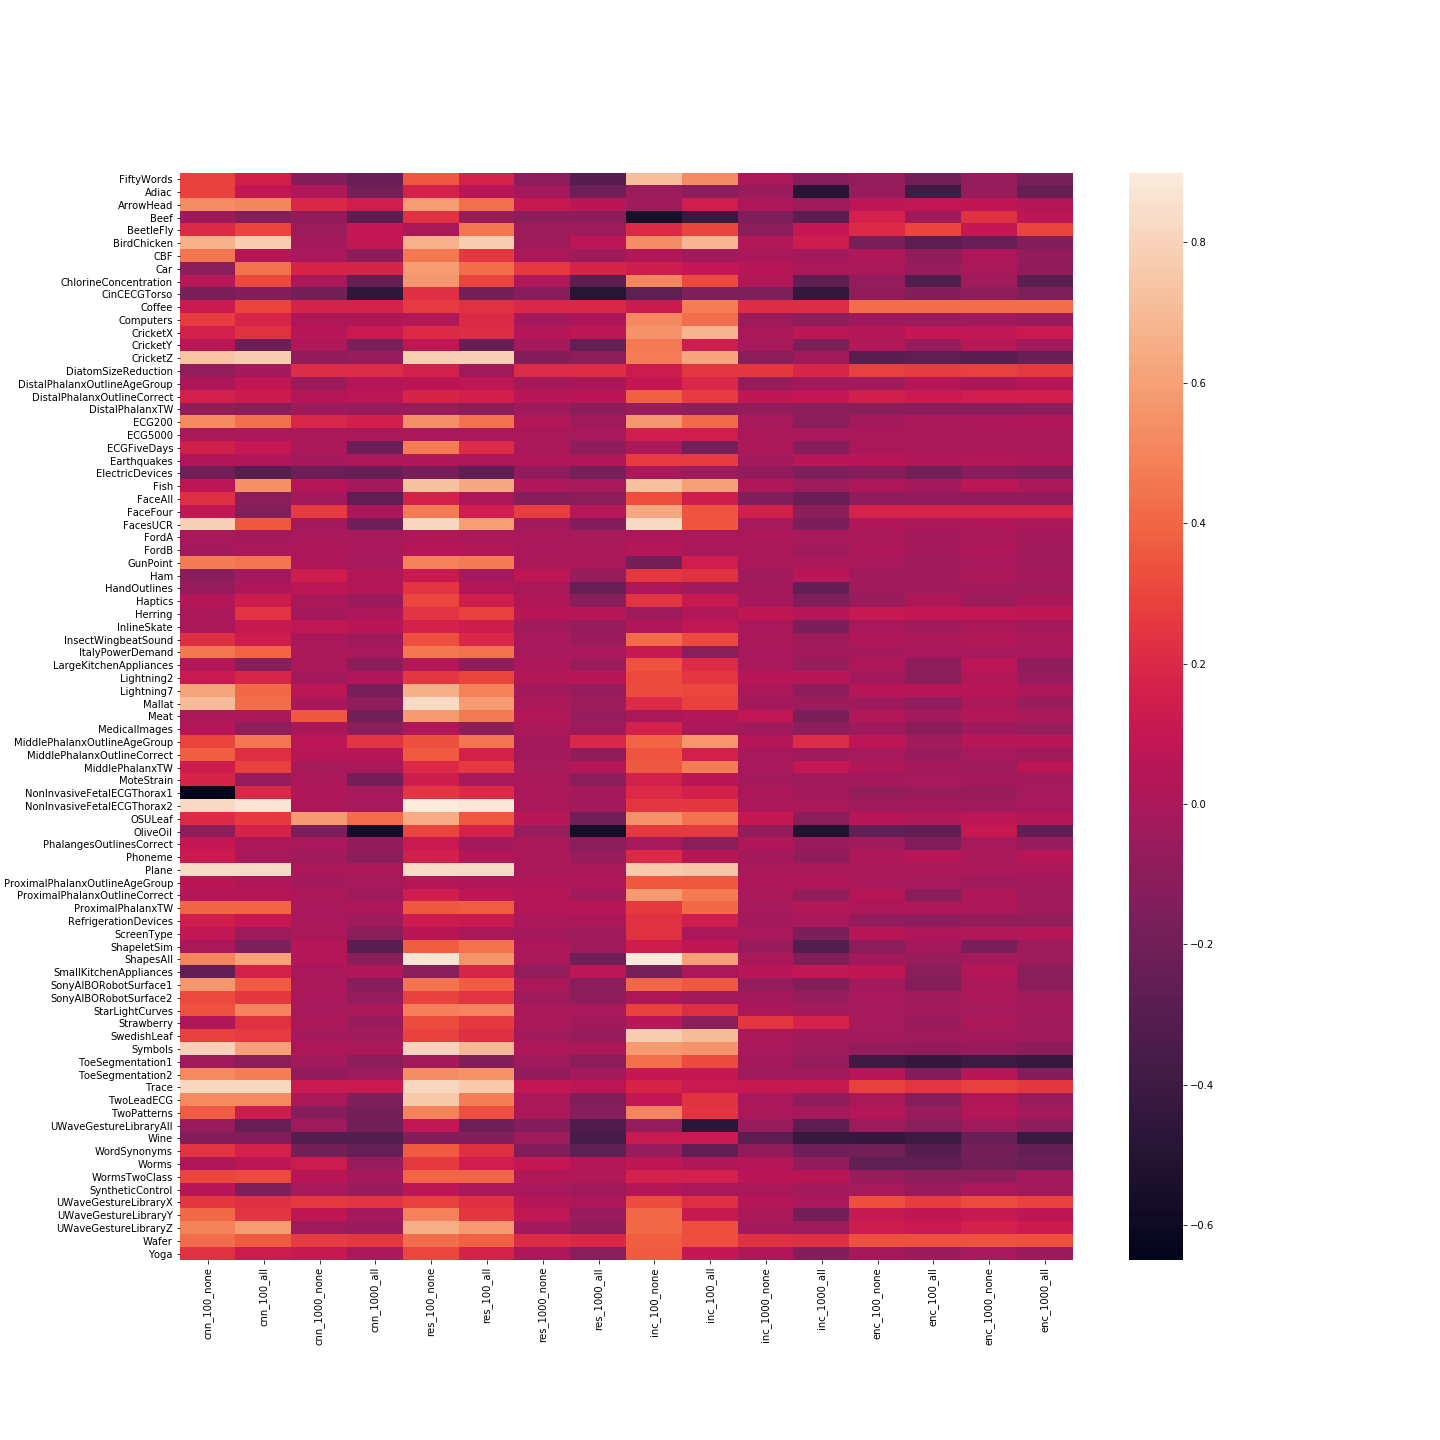 FiftyWords
Adiac
ArrowHead
Beef
BeetleFly
BirdChicken
CBF
Car
ChlorineConcentration
CinCECGTorso
Coffee
Computers
CricketX
CricketY
CricketZ
DiatomSizeReduction
DistalPhalanxOutlineAgeGroup
DistalPhalanxOutlineCorrect
DistalPhalanxTW
ECG200
ECG5000
ECGFiveDays
Earthquakes
ElectricDevices
Fish
FaceAll
FaceFour
FacesUCR
FordA
FordB
GunPoint
Ham
HandOutlines
Haptics
Herring
InlineSkate
InsectWingbeatSound
ItalyPowerDemand
LargeKitchenAppliances
Lightning2
Lightning7
Mallat
Meat
MedicalImages
MiddlePhalanxOutlineAgeGroup
MiddlePhalanxOutlineCorrect
MiddlePhalanxTW
MoteStrain
NonInvasiveFetalECGThorax1
NonInvasiveFetalECGThorax2
OSULeaf
OliveOil
PhalangesOutlinesCorrect
Phoneme
Plane
ProximalPhalanxOutlineAgeGroup
ProximalPhalanxOutlineCorrect
ProximalPhalanxTW
RefrigerationDevices
ScreenType
ShapeletSim
ShapesAll
SmallKitchenAppliances
SonyAIBORobotSurface1
SonyAIBORobotSurface2
StarLightCurves
Strawberry
SwedishLeaf
Symbols
ToeSegmentation1
ToeSegmentation2
Trace
TwoLeadECG
TwoPatterns
UWaveGestureLibraryAll
Wine
WordSynonyms
Worms
WormsTwoClass
SyntheticControl
UWaveGestureLibraryX
UWaveGestureLibraryY
UWaveGestureLibraryZ
Wafer
Yoga
cnn_100_none
cnn_100_all
cnn_1000_none
cnn_1000_all
res_100_none
res_100_all
res_1000_none
res_1000_all
inc_100_none
inc_100_all
inc_1000_none
inc_1000_all
enc_100_none
enc_100_all
enc_1000_none
enc_1000_all
0.8
0.6
0.4
0.2
0.0
−0.2
−0.4
−0.6